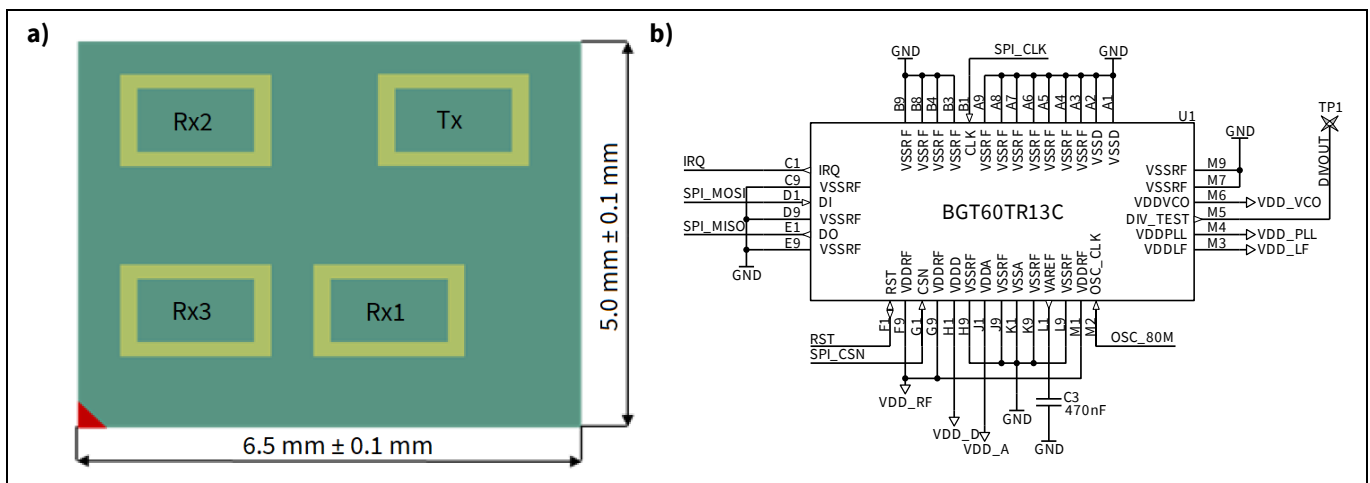 a)
Rx2
Tx
Rx3
Rx1
5.0 mm ± 0.1 mm
6.5 mm ± 0.1 mm
b)
GND
SPI_CLK
GND
B9 B8 B4 B3 B1 A9 A8 A7 A6 A5 A4 A3 A2 A1
VSSRF VSSRF VSSRF VSSRF CLK VSSRF VSSRF VSSRF VSSRF VSSRF VSSRF VSSRF VSSD VSSD
U1
TP1
DIVOUT
IRQ C1 IRQ
C9 VSSRF
SPI_MOSI D1 DI
D9 VSSRF
SPI_MISO E1 DO
E9 VSSRF
GND
BGT60TR13C
GND
VSSRF M9
VSSRF M7
VDDVCO M6 VDD_VCO
DIV_TEST M5
VDDPLL M4 VDD_PLL
VDDLF M3 VDD_LF
RST VDDRF CSN VDDRF VDDD VSSRF VDDA VSSRF VSSA VSSRF VAREF VSSRF VDDRF OSC_CLK
F1 F9 G1 G9 H1 H9 J1 J9 K1 K9 L1 L9 M1 M2
RST
SPI_CSN
OSC_80M
VDD_RF
VDD_D
VDD_A
GND
C3
470nF
GND